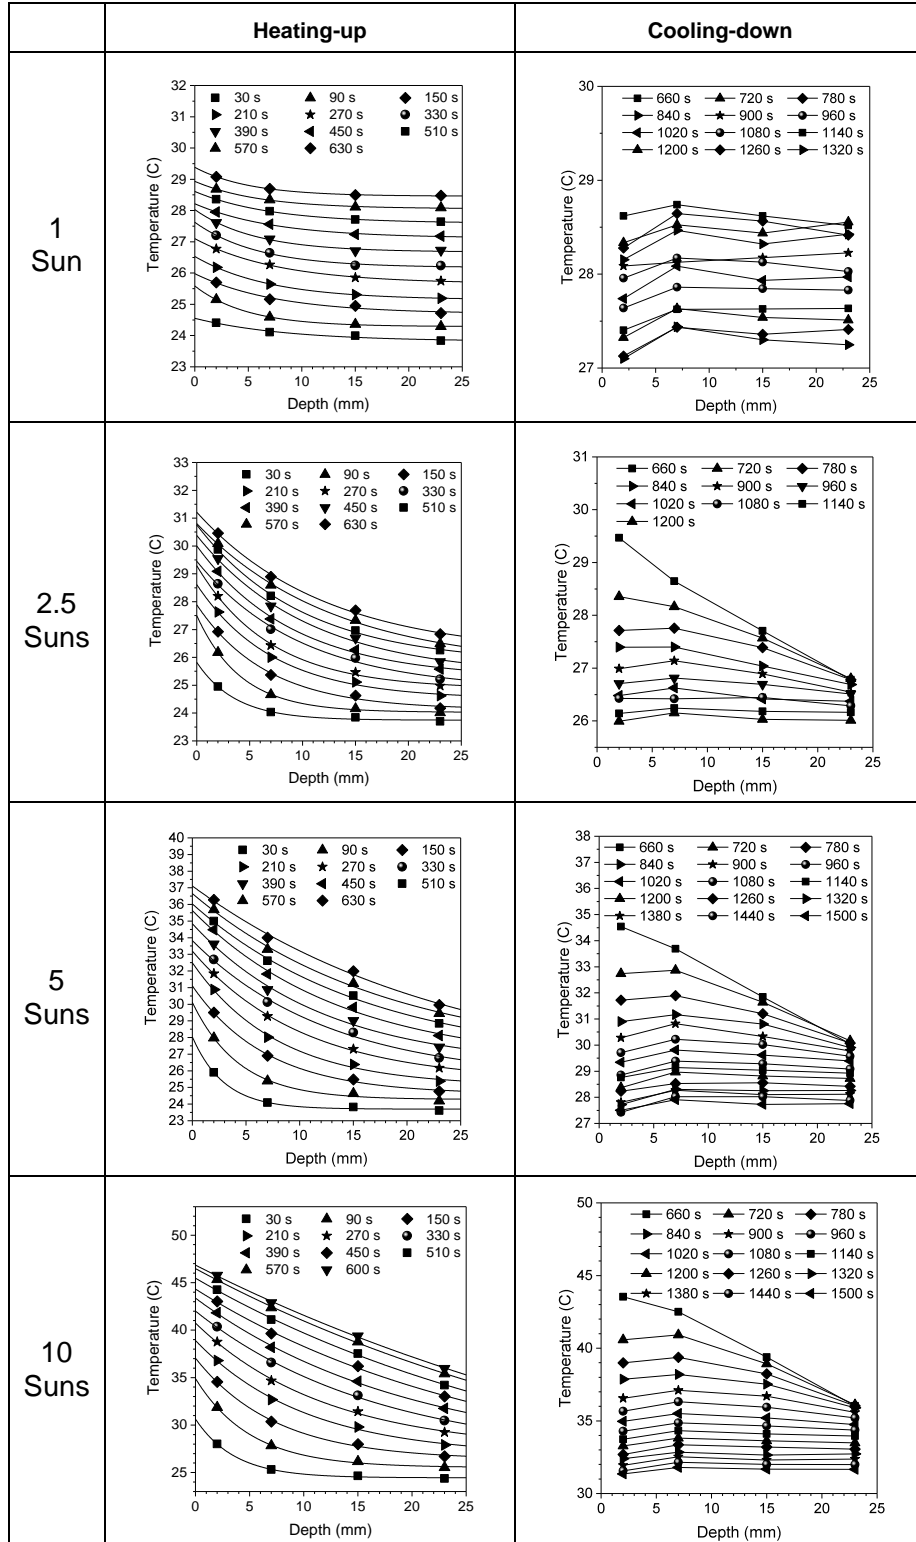 Heating-up
Cooling-down
1
Sun
32
31
30
29
28
27
26
25
24
23
Temperature (C)
30 s 90 s 150 s
210 s 270 s 330 s
390 s 450 s 510 s
570 s 630 s
0 5 10 15 20 25
Depth (mm)
30
29
28
27
Temperature (C)
660 s 720 s 780 s
840 s 900 s 960 s
1020 s 1080 s 1140 s
1200 s 1260 s 1320 s
0 5 10 15 20 25
Depth (mm)
2.5
Suns
33
32
31
30
29
28
27
26
25
24
23
Temperature (C)
30 s 90 s 150 s
210 s 270 s 330 s
390 s 450 s 510 s
570 s 630 s
0 5 10 15 20 25
Depth (mm)
31
30
29
28
27
26
Temperature (C)
660 s 720 s 780 s
840 s 900 s 960 s
1020 s 1080 s 1140 s
1200 s
0 5 10 15 20 25
Depth (mm)
5
Suns
40
39
38
37
36
35
34
33
32
31
30
29
28
27
26
25
24
23
Temperature (C)
30 s 90 s 150 s
210 s 270 s 330 s
390 s 450 s 510 s
570 s 630 s
0 5 10 15 20 25
Depth (mm)
38
37
36
35
34
33
32
31
30
29
28
27
Temperature (C)
660 s 720 s 780 s
840 s 900 s 960 s
1020 s 1080 s 1140 s
1200 s 1260 s 1320 s
1380 s 1440 s 1500 s
0 5 10 15 20 25
Depth (mm)
10
Suns
50
45
40
35
30
25
Temperature (C)
30 s 90 s 150 s
210 s 270 s 330 s
390 s 450 s 510 s
570 s 600 s
0 5 10 15 20 25
Depth (mm)
50
45
40
35
30
Temperature (C)
660 s 720 s 780 s
840 s 900 s 960 s
1020 s 1080 s 1140 s
1200 s 1260 s 1320 s
1380 s 1440 s 1500 s
0 5 10 15 20 25
Depth (mm)